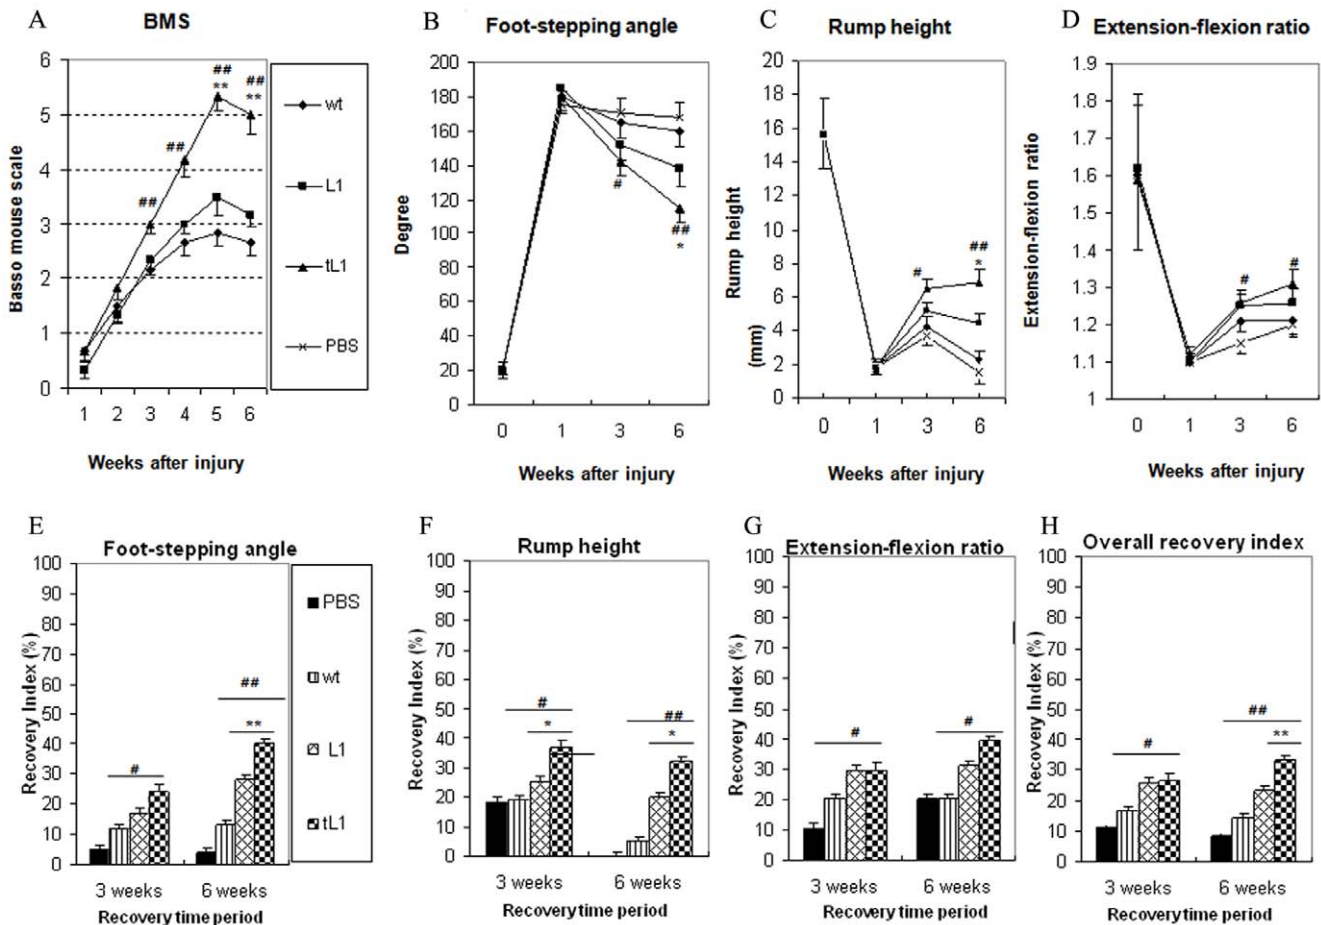 A
BMS
Basso mouse scale
6
5
4
3
2
1
0
##
##
##
**
##
**
1 2 3 4 5 6
Weeks after injury
wt
L1
tL1
PBS
B
Foot-stepping angle
Degree
200
180
160
140
120
100
80
60
40
20
0
#
##
*
0 1 3 6
Weeks after injury
C
Rump height
Rump height
(mm)
20
18
16
14
12
10
8
6
4
2
0
#
##
*
0 1 3 6
Weeks after injury
D
Extension-flexion ratio
Extension-flexion ratio
1.9
1.8
1.7
1.6
1.5
1.4
1.3
1.2
1.1
1
#
#
0 1 3 6
Weeks after injury
E
Foot-stepping angle
Recovery Index (%)
100
90
80
70
60
50
40
30
20
10
0
#
##
**
3 weeks 6 weeks
Recovery time period
PBS
wt
L1
tL1
F
Rump height
Recovery Index (%)
100
90
80
70
60
50
40
30
20
10
0
#
*
##
*
3 weeks 6 weeks
Recovery time period
G
Extension-flexion ratio
Recovery Index (%)
100
90
80
70
60
50
40
30
20
10
0
#
#
3 weeks 6 weeks
Recovery time period
H
Overall recovery index
Recovery Index (%)
100
90
80
70
60
50
40
30
20
10
0
#
##
**
3 weeks 6 weeks
Recovery time period